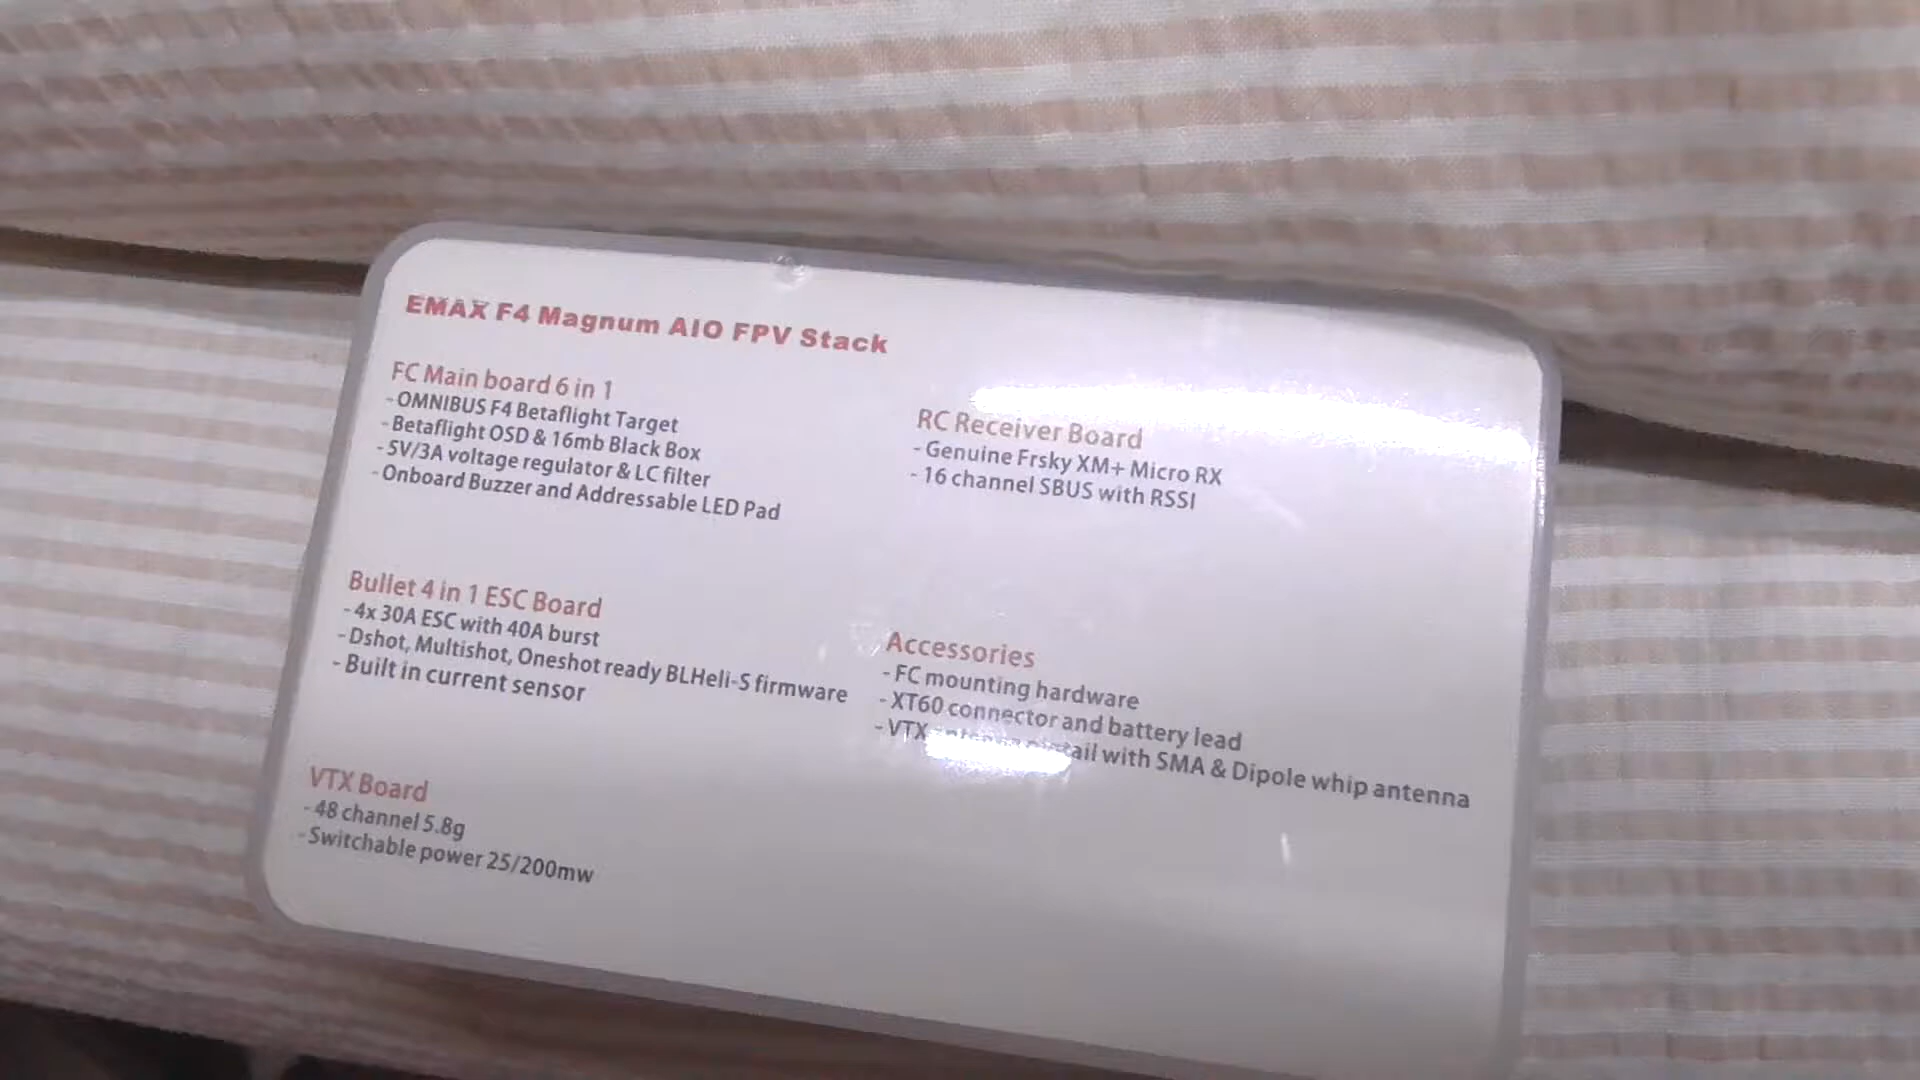 EMAX F4 Magnum AIO FPV Stack
FC Main board 6 in 1
- OMNIBUS F4 Betaflight Target
- Betaflight OSD & 16mb Black Box
- 5V/3A voltage regulator & LC filter
- Onboard Buzzer and Addressable LED Pad
Bullet 4 in 1 ESC Board
- 4x 30A ESC with 40A burst
- Dshot, Multishot, Oneshot ready BLHeli-S firmware
- Built in current sensor
VTX Board
- 48 channel 5.8g
- Switchable power 25/200mw
RC Receiver Board
- Genuine Frsky XM+ Micro RX
- 16 channel SBUS with RSSI
Accessories
- FC mounting hardware
- XT60 connector and battery lead
- VTX with SMA & Dipole whip antenna